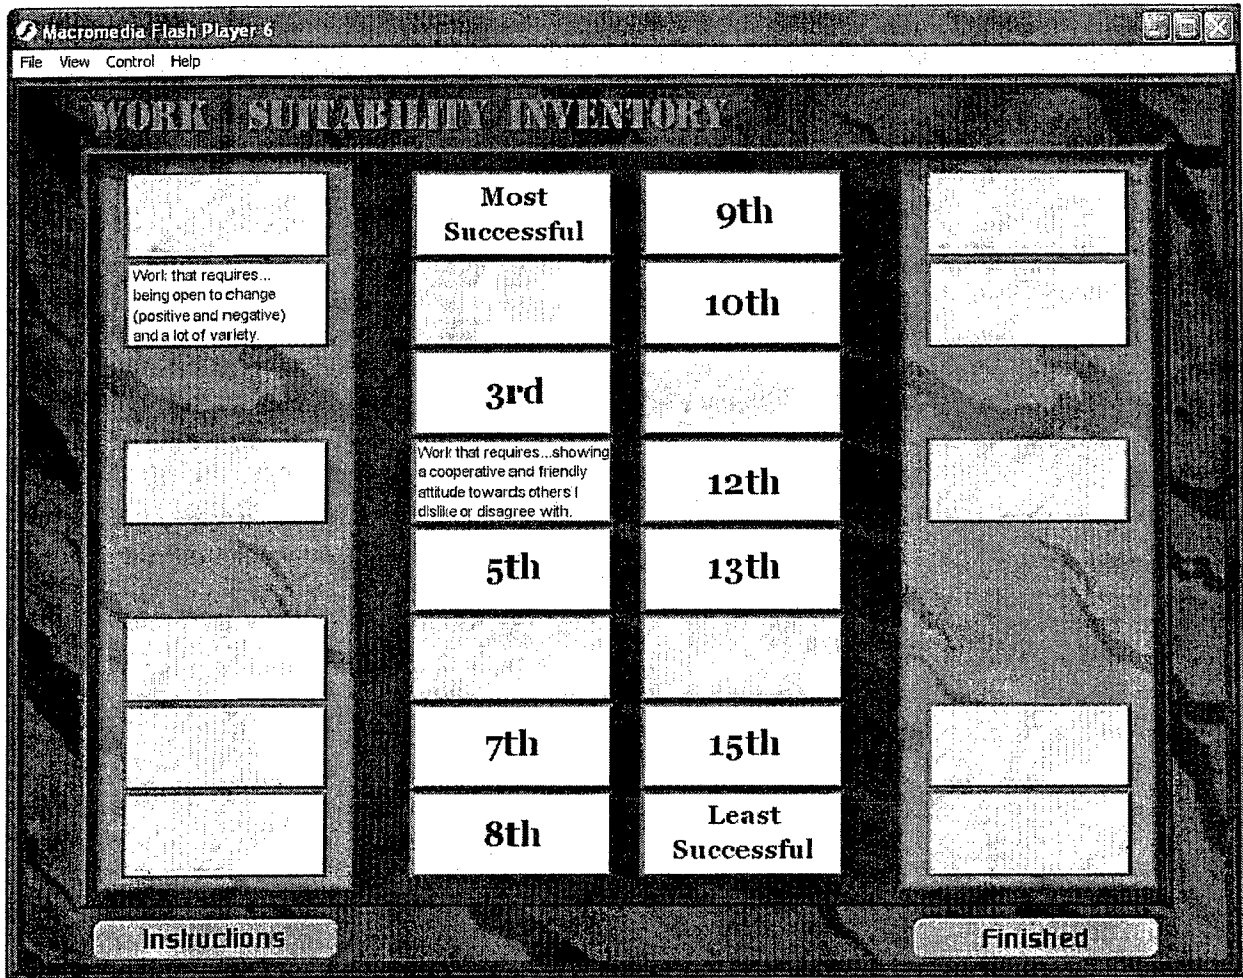 Macromedia Flash Player 6
File View Control Help
WORK SUITABILITY INVENTORY
Work that requires...
being open to change
(positive and negative)
and a lot of variety.
Most
Successful
3rd
Work that requires...showing
a cooperative and friendly
attitude towards others I
dislike or disagree with.
5th
7th
8th
9th
10th
12th
13th
15th
Least
Successful
Instructions
Finished